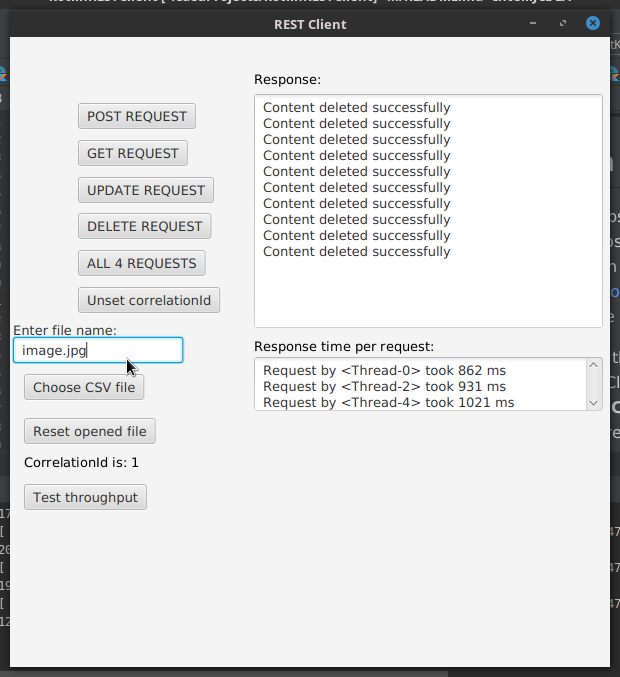 REST Client
Response:
Content deleted successfully
Content deleted successfully
Content deleted successfully
Content deleted successfully
Content deleted successfully
Content deleted successfully
Content deleted successfully
Content deleted successfully
Content deleted successfully
Content deleted successfully
POST REQUEST
GET REQUEST
UPDATE REQUEST
DELETE REQUEST
ALL 4 REQUESTS
Unset correlationId
Enter file name:
image.jpg
Choose CSV file
Reset opened file
CorrelationId is: 1
Test throughput
Response time per request:
Request by <Thread-0> took 862 ms
Request by <Thread-2> took 931 ms
Request by <Thread-4> took 1021 ms